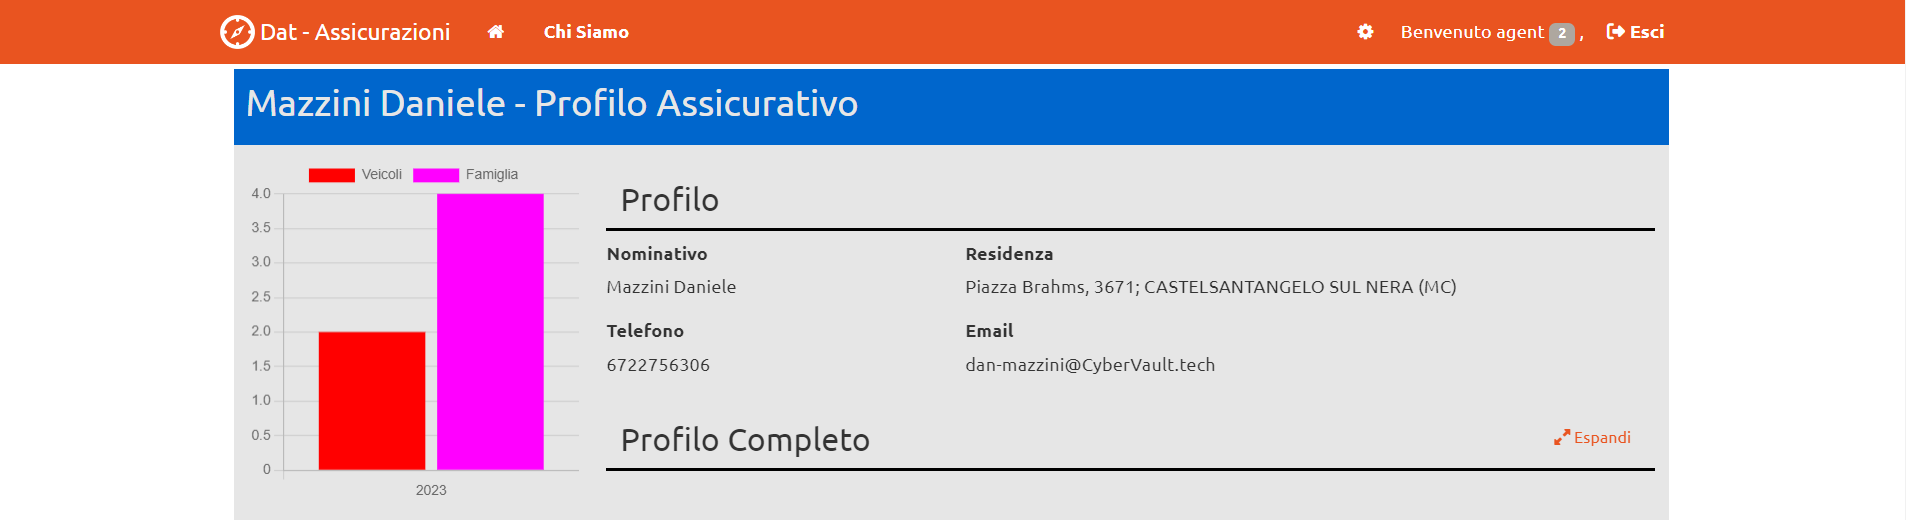 Dat - Assicurazioni Chi Siamo Benvenuto agent 2 , Esci
Mazzini Daniele - Profilo Assicurativo
Veicoli Famiglia
4.0
3.5
3.0
2.5
2.0
1.5
1.0
0.5
0
2023
Profilo
Nominativo Residenza
Mazzini Daniele Piazza Brahms, 3671; CASTELSANTANGELO SUL NERA (MC)
Telefono Email
6722756306 dan-mazzini@CyberVault.tech
Profilo Completo Espandi